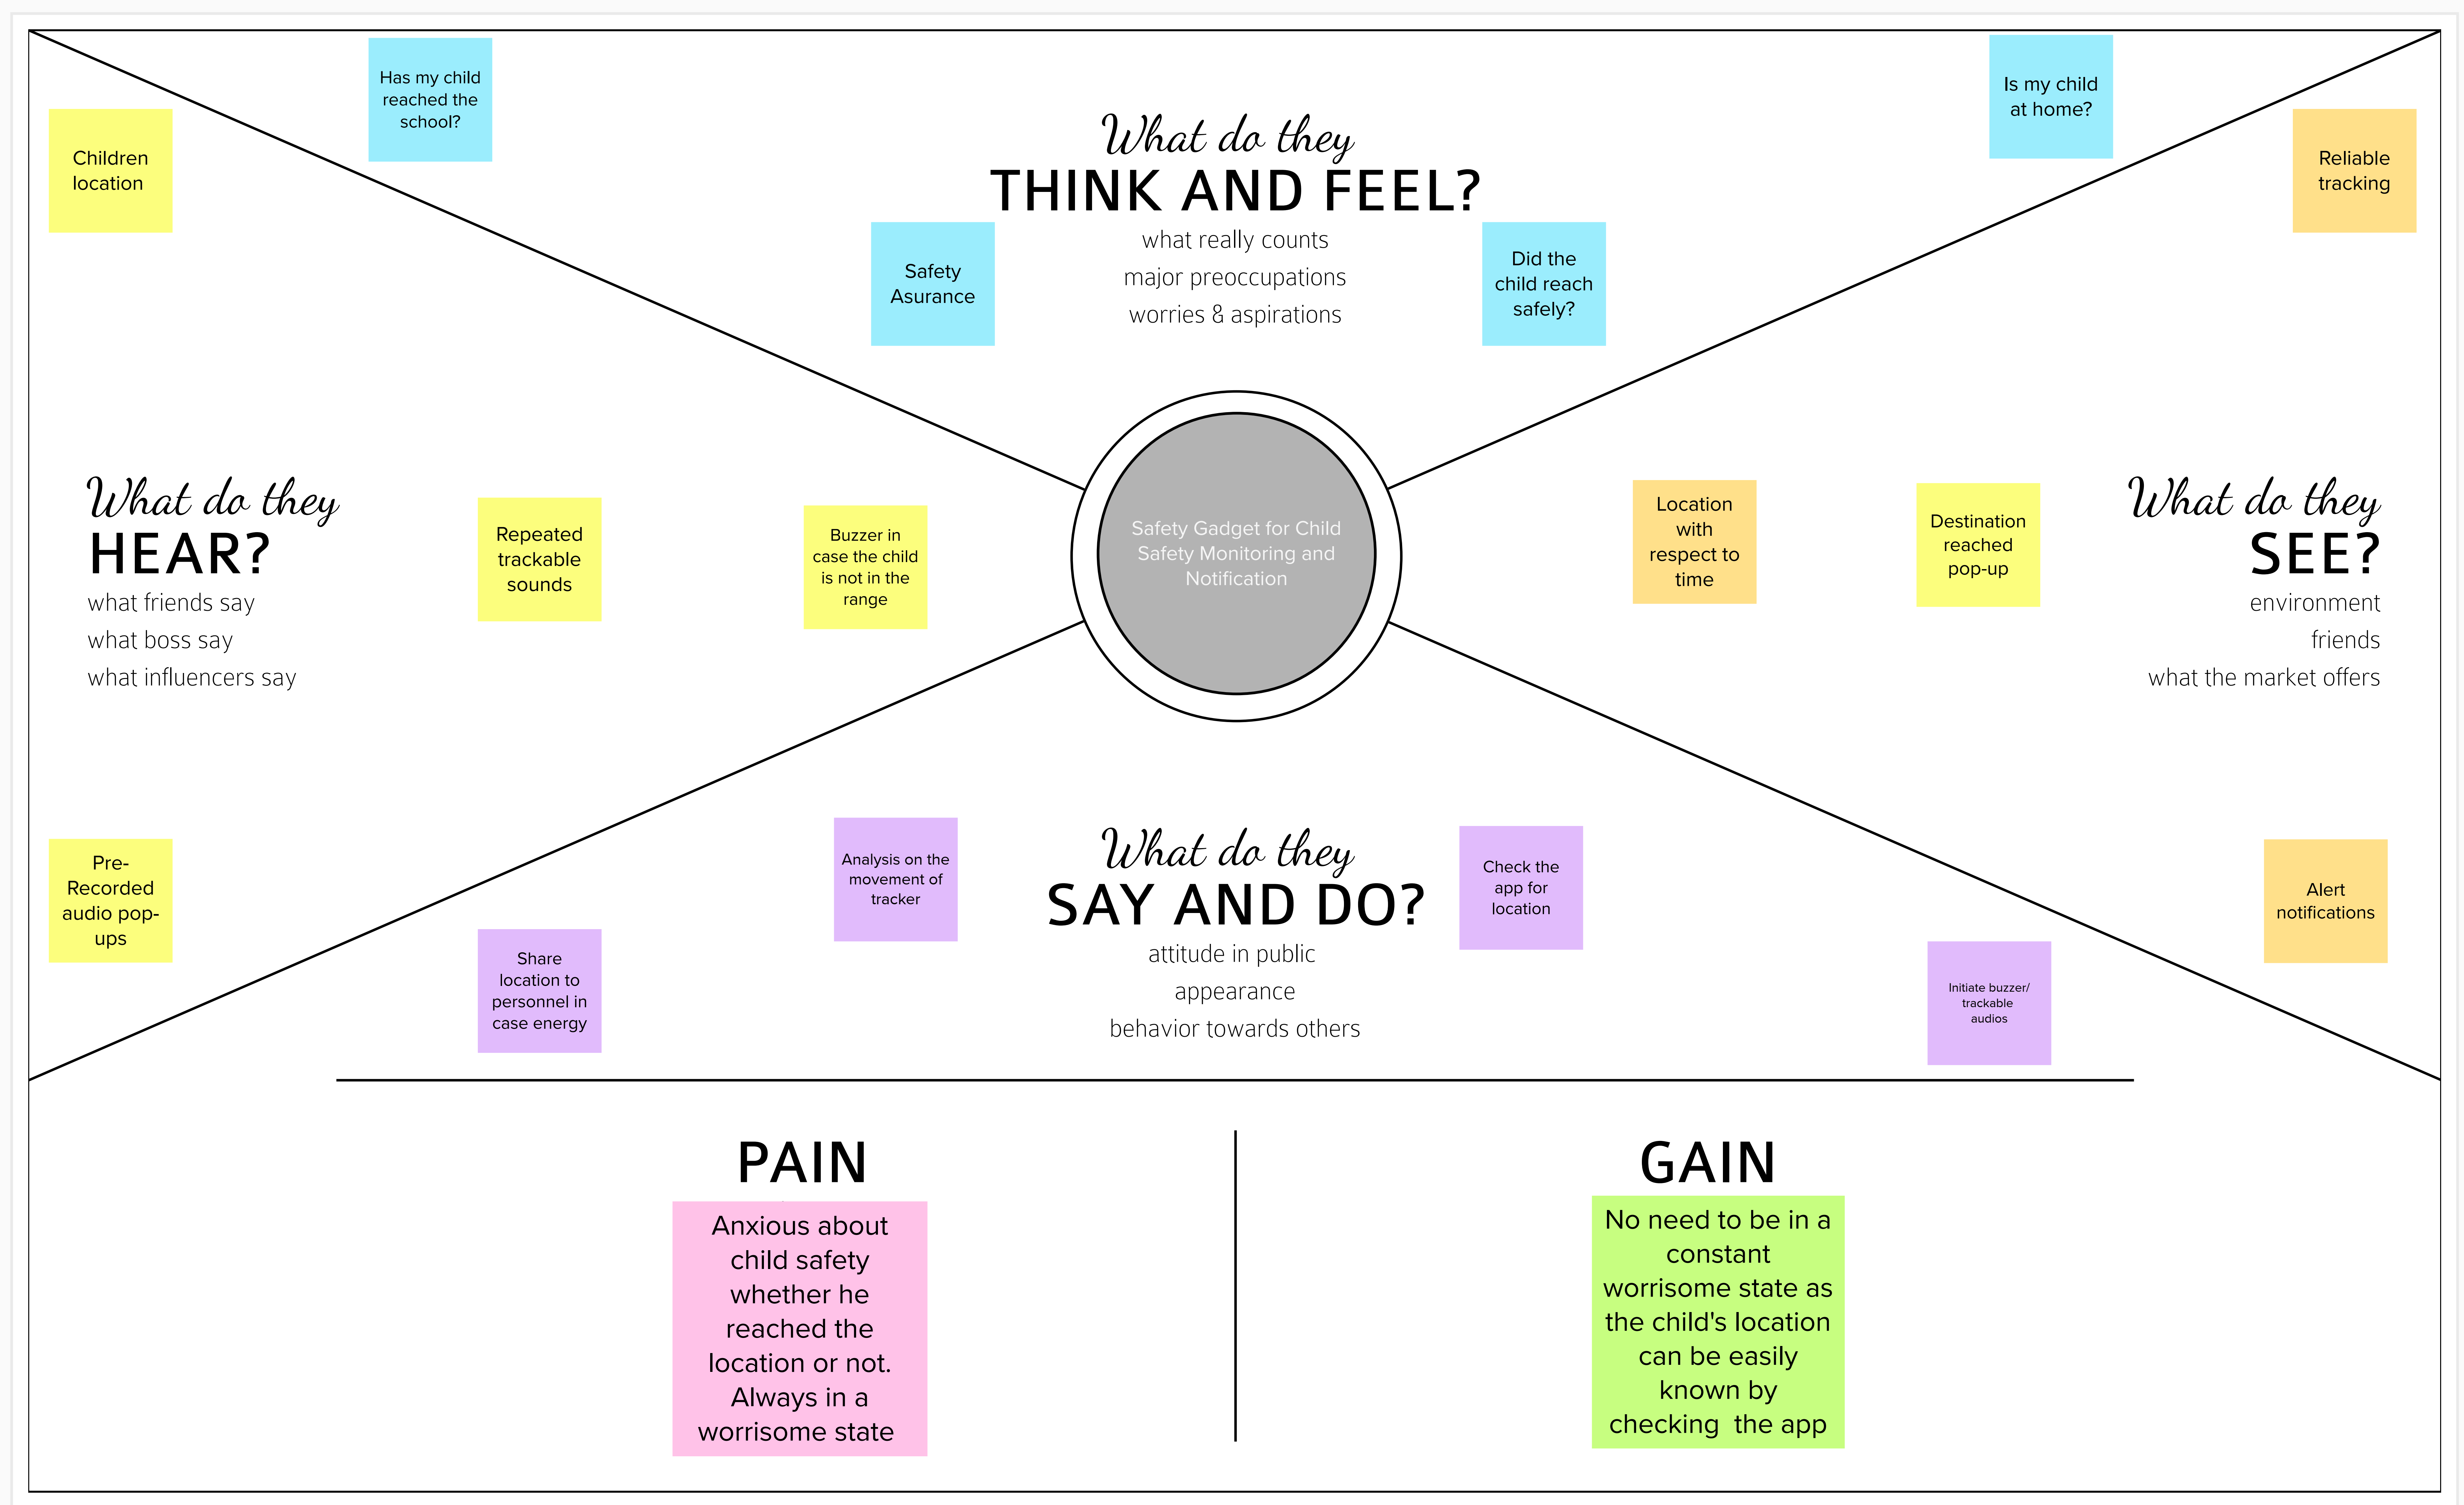 Has my child
reached the
school?
Is my child
at home?
Children
location
Reliable
tracking
What do they
THINK AND FEEL?
what really counts
major preoccupations
worries & aspirations
Safety
Asurance
Did the
child reach
safely?
What do they
HEAR?
what friends say
what boss say
what influencers say
Repeated
trackable
sounds
Buzzer in
case the child
is not in the
range
Pre-
Recorded
audio pop-
ups
Safety Gadget for Child
Safety Monitoring and
Notification
Location
with
respect to
time
Destination
reached
pop-up
What do they
SEE?
environment
friends
what the market offers
Alert
notifications
Analysis on the
movement of
tracker
Share
location to
personnel in
case energy
What do they
SAY AND DO?
attitude in public
appearance
behavior towards others
Check the
app for
location
Initiate buzzer/
trackable
audios
PAIN
Anxious about
child safety
whether he
reached the
location or not.
Always in a
worrisome state
GAIN
No need to be in a
constant
worrisome state as
the child's location
can be easily
known by
checking  the app